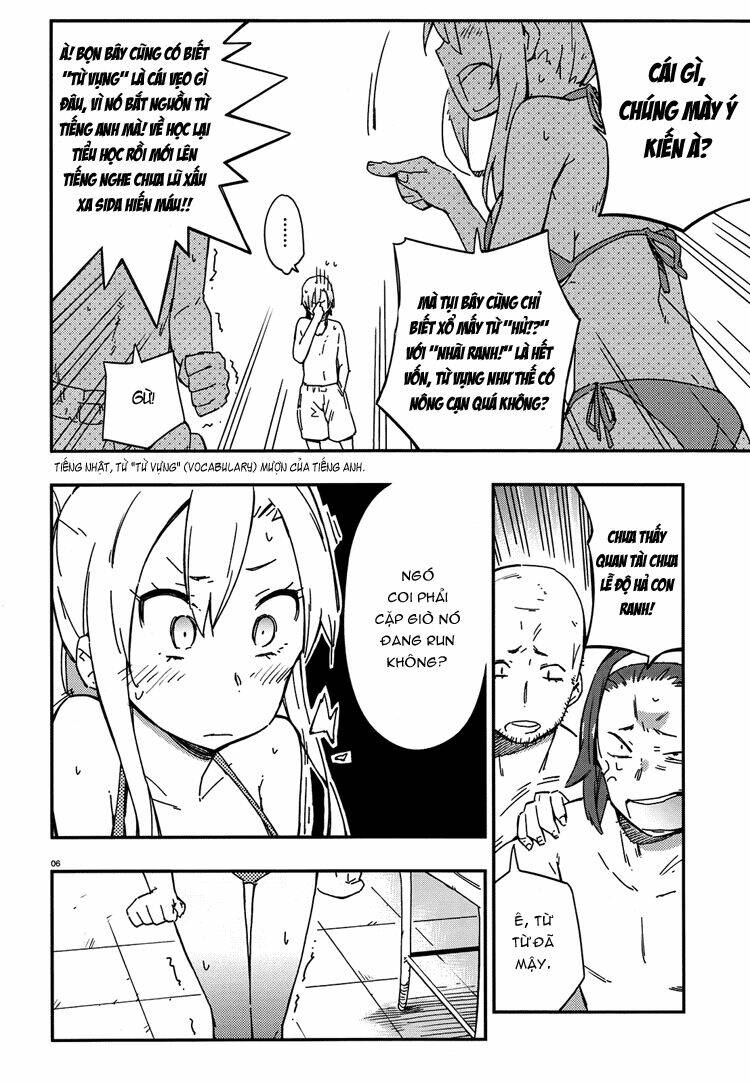 CÁI GÌ,
CHÚNG MÀY Ý
KIẾN À?
MÀ TỤI BÂY CŨNG CHỈ
BIẾT XỔ MẤY TỪ "HỦ!?"
VỚI "NHÃI RANH!" LÀ HẾT
VỐN, TỪ VỰNG NHƯ THẾ CÓ
NÔNG CẠN QUÁ KHÔNG?
À! BỌN BÂY CŨNG CÓ BIẾT
"TỪ VỰNG" LÀ CÁI VẸO GÌ
ĐÂU, VÌ NÓ BẮT NGUỒN TỪ
TIẾNG ANH MÀ! VỀ HỌC LẠI
TIỂU HỌC RỒI MỚI LÊN
TIẾNG NGHE CHƯA LŨ XẤU
XA SIDA HIẾN MÁU!!
......
GỪ!
TIẾNG NHẬT, TỪ "TỪ VỰNG" (VOCABULARY) MƯỢN CỦA TIẾNG ANH.
CHƯA THẤY
QUAN TÀI CHƯA
LỄ ĐỘ HẢ CON
RANH!
Ê, TỪ
TỪ ĐÃ
MẬY.
NGÓ
COI PHẢI
CẶP GIÒ NÓ
ĐANG RUN
KHÔNG?
06